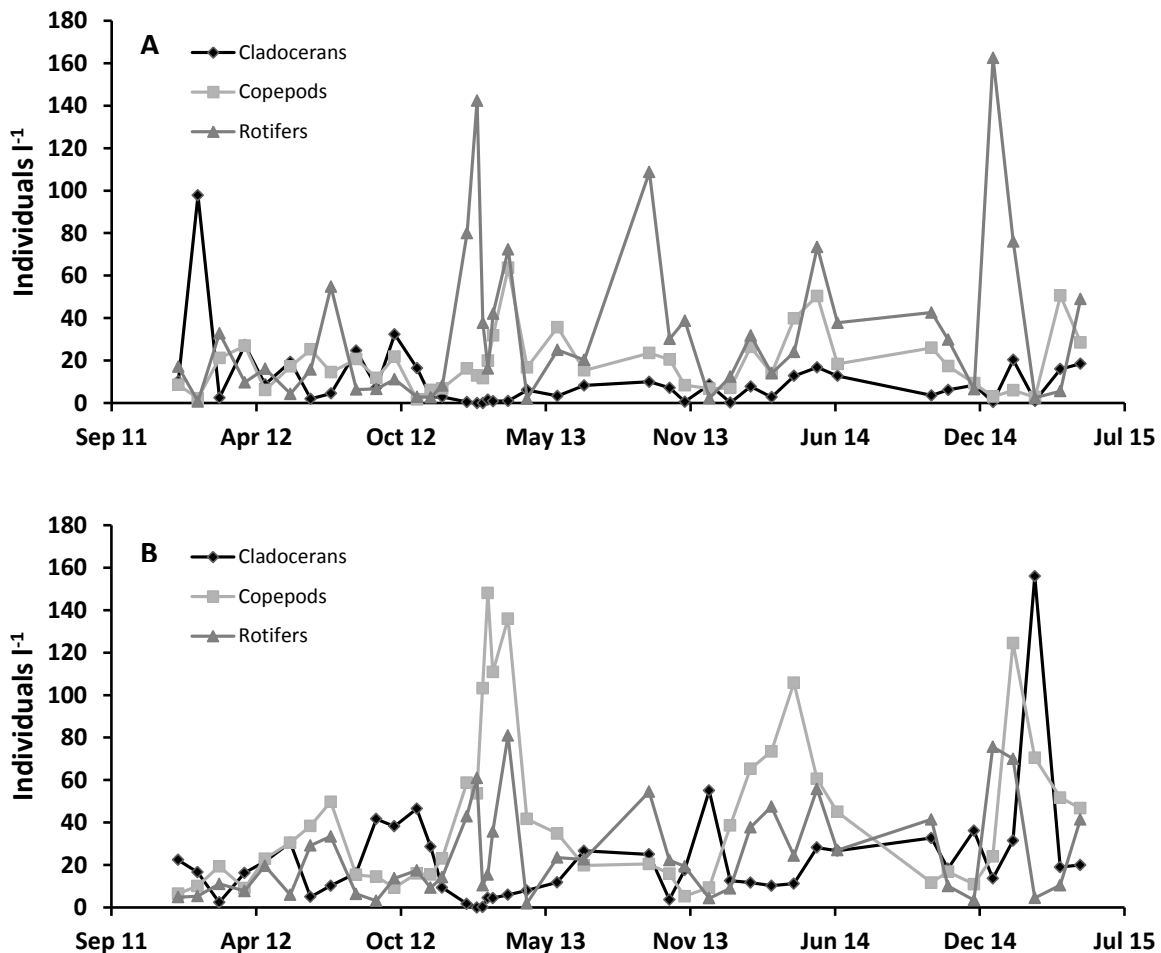 180
160
140
120
100
80
60
40
20
0
Individuals l-1
A
Cladocerans
Copepods
Rotifers
Sep 11 Apr 12 Oct 12 May 13 Nov 13 Jun 14 Dec 14 Jul 15
180
160
140
120
100
80
60
40
20
0
Individuals l-1
B
Cladocerans
Copepods
Rotifers
Sep 11 Apr 12 Oct 12 May 13 Nov 13 Jun 14 Dec 14 Jul 15